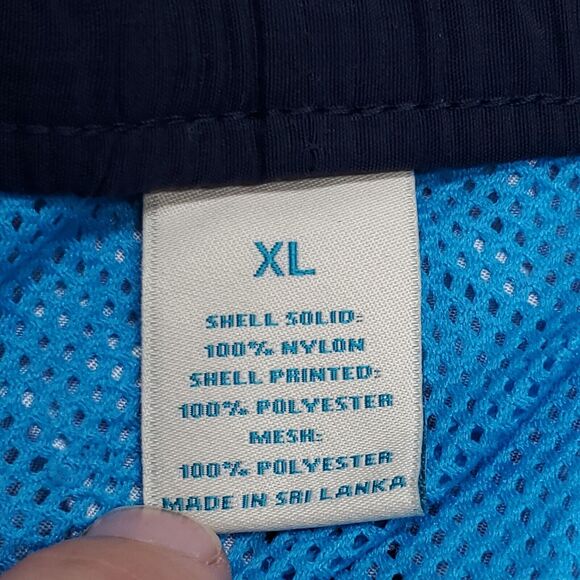 XL
SHELL SOLID:
100% NYLON
SHELL PRINTED:
100% POLYESTER
MESH:
100% POLYESTER
MADE IN SRI LANKA